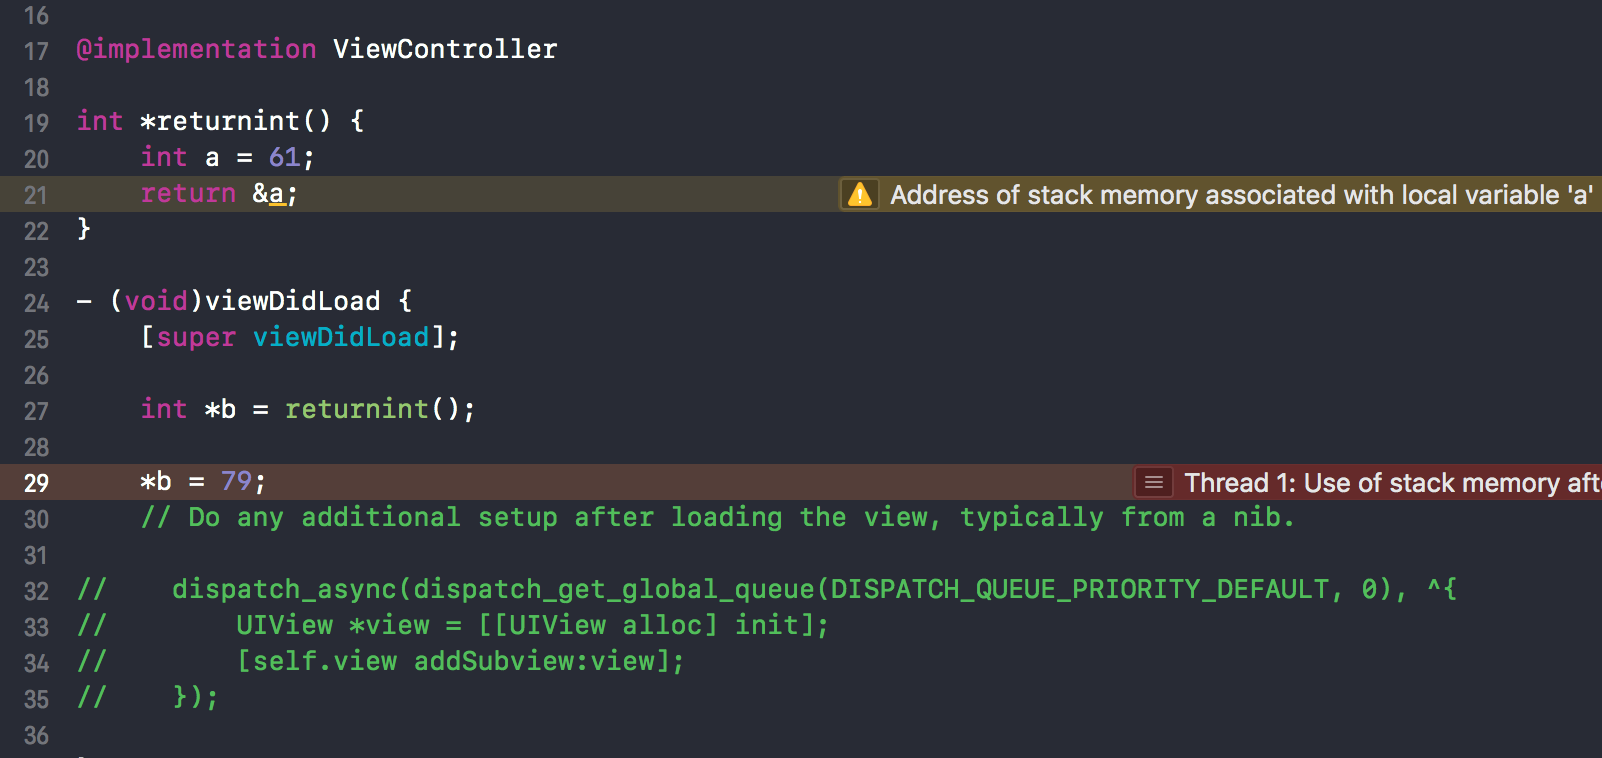 16
17 @implementation ViewController
18
19 int *returnint() {
20     int a = 61;
21     return &a; Address of stack memory associated with local variable 'a'
22 }
23
24 - (void)viewDidLoad {
25     [super viewDidLoad];
26
27     int *b = returnint();
28
29     *b = 79; Thread 1: Use of stack memory
30     // Do any additional setup after loading the view, typically from a nib.
31
32 //    dispatch_async(dispatch_get_global_queue(DISPATCH_QUEUE_PRIORITY_DEFAULT, 0), ^{
33 //        UIView *view = [[UIView alloc] init];
34 //        [self.view addSubview:view];
35 //    });
36